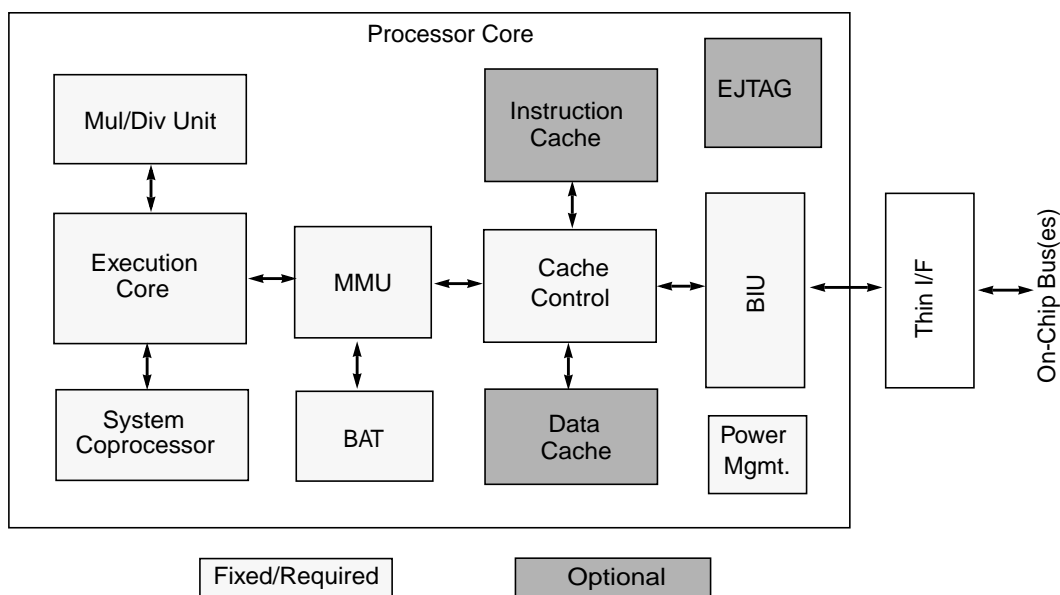 Processor Core
Mul/Div Unit
Instruction
Cache
EJTAG
Execution
Core
MMU
Cache
Control
BIU
Thin I/F
On-Chip Bus(es)
System
Coprocessor
BAT
Data
Cache
Power
Mgmt.
Fixed/Required
Optional